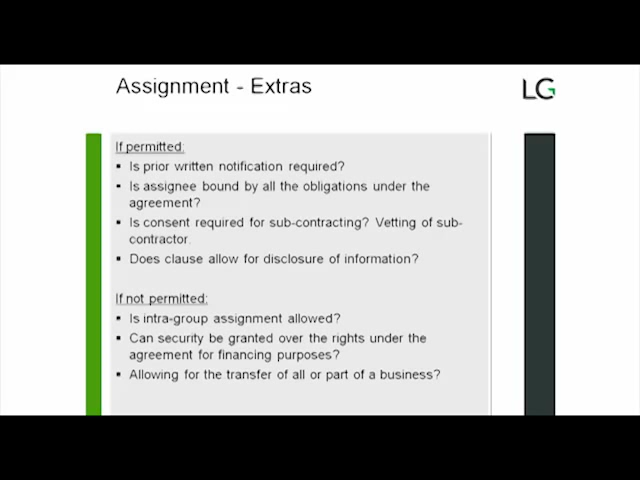 Assignment - Extras
LG
If permitted:
▪ Is prior written notification required?
▪ Is assignee bound by all the obligations under the
agreement?
▪ Is consent required for sub-contracting? Vetting of sub-
contractor.
▪ Does clause allow for disclosure of information?
If not permitted:
▪ Is intra-group assignment allowed?
▪ Can security be granted over the rights under the
agreement for financing purposes?
▪ Allowing for the transfer of all or part of a business?